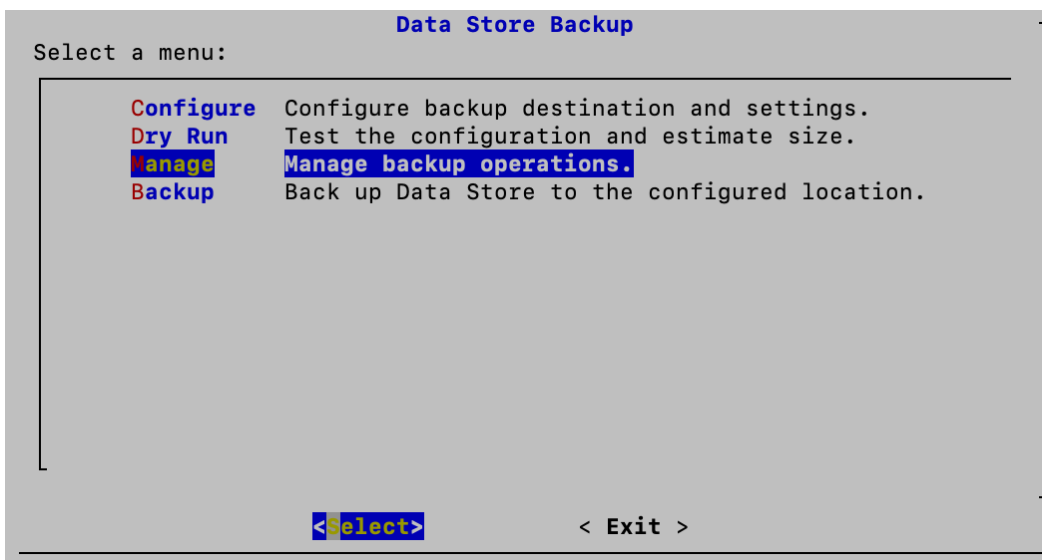 Data Store Backup
Select a menu:
Configure Configure backup destination and settings.
Dry Run Test the configuration and estimate size.
Manage Manage backup operations.
Backup Back up Data Store to the configured location.
<Select> < Exit >